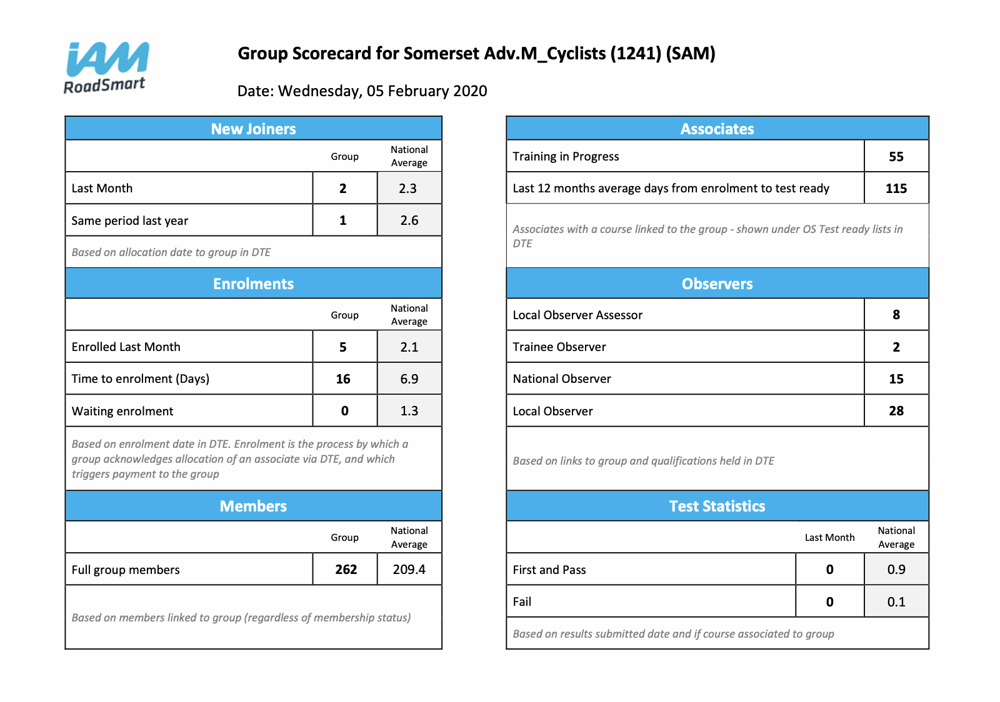 iAM
RoadSmart
Group Scorecard for Somerset Adv.M_Cyclists (1241) (SAM)
Date: Wednesday, 05 February 2020
New Joiners
Group
National
Average
Last Month 2 2.3
Same period last year 1 2.6
Based on allocation date to group in DTE
Enrolments
Group
National
Average
Enrolled Last Month 5 2.1
Time to enrolment (Days) 16 6.9
Waiting enrolment 0 1.3
Based on enrolment date in DTE. Enrolment is the process by which a
group acknowledges allocation of an associate via DTE, and which
triggers payment to the group
Members
Group
National
Average
Full group members 262 209.4
Based on members linked to group (regardless of membership status)
Associates
Training in Progress 55
Last 12 months average days from enrolment to test ready 115
Associates with a course linked to the group - shown under OS Test ready lists in
DTE
Observers
Local Observer Assessor 8
Trainee Observer 2
National Observer 15
Local Observer 28
Based on links to group and qualifications held in DTE
Test Statistics
Last Month
National
Average
First and Pass 0 0.9
Fail 0 0.1
Based on results submitted date and if course associated to group